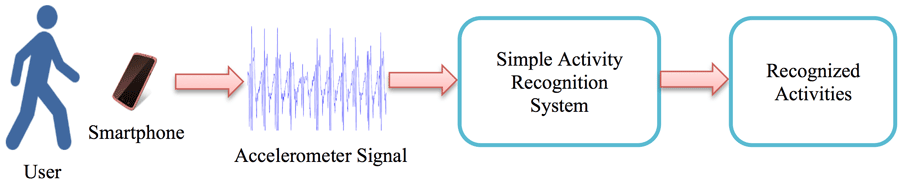 User
Smartphone
Accelerometer Signal
Simple Activity
Recognition
System
Recognized
Activities